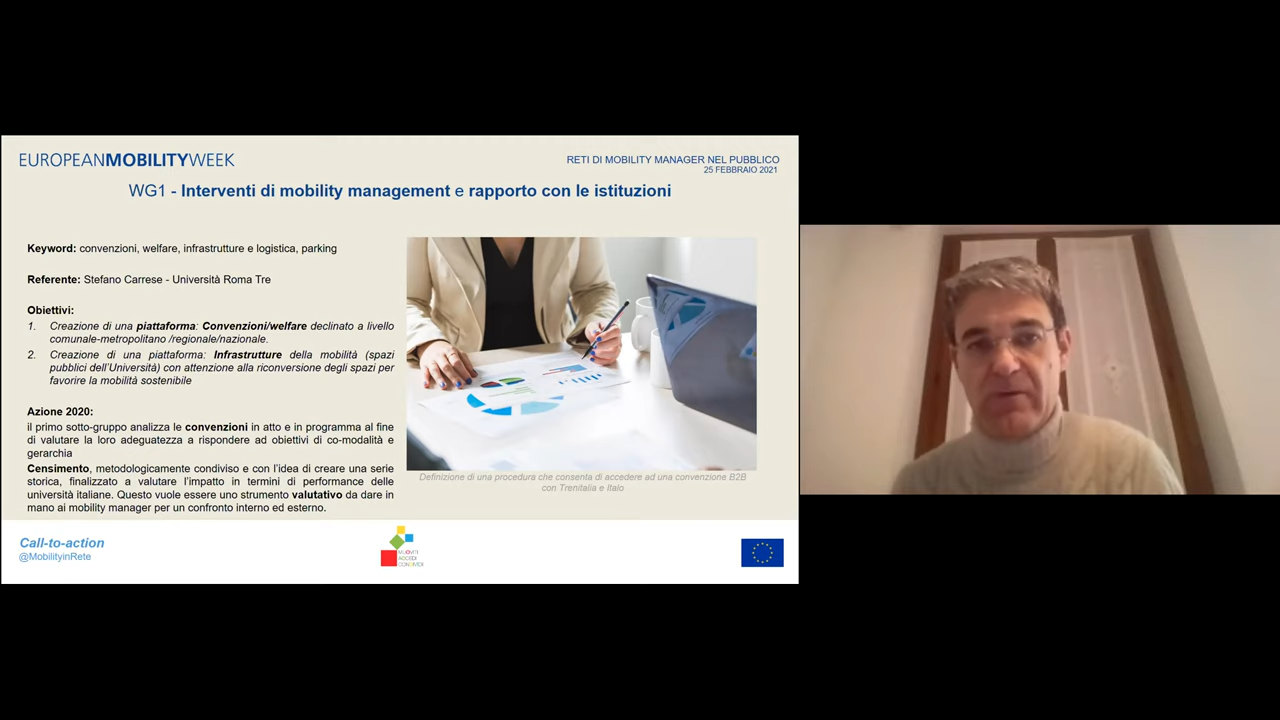 EUROPEANMOBILITYWEEK
RETI DI MOBILITY MANAGER NEL PUBBLICO
25 FEBBRAIO 2021
WG1 - Interventi di mobility management e rapporto con le istituzioni
Keyword: convenzioni, welfare, infrastrutture e logistica, parking
Referente: Stefano Carrese - Università Roma Tre
Obiettivi:
1. Creazione di una piattaforma: Convenzioni/welfare declinato a livello
comunale-metropolitano /regionale/nazionale.
2. Creazione di una piattaforma: Infrastrutture della mobilità (spazi
pubblici dell'Università) con attenzione alla riconversione degli spazi per
favorire la mobilità sostenibile
Azione 2020:
il primo sotto-gruppo analizza le convenzioni in atto e in programma al fine
di valutare la loro adeguatezza a rispondere ad obiettivi di co-modalità e
gerarchia
Censimento, metodologicamente condiviso e con l'idea di creare una serie
storica, finalizzato a valutare l'impatto in termini di performance delle
università italiane. Questo vuole essere uno strumento valutativo da dare in
mano ai mobility manager per un confronto interno ed esterno.
Definizione di una procedura che consenta di accedere ad una convenzione B2B
con Trenitalia e Italo
Call-to-action
@MobilityinRete
MUOVITI
ACCEDI
CONDIVIDI